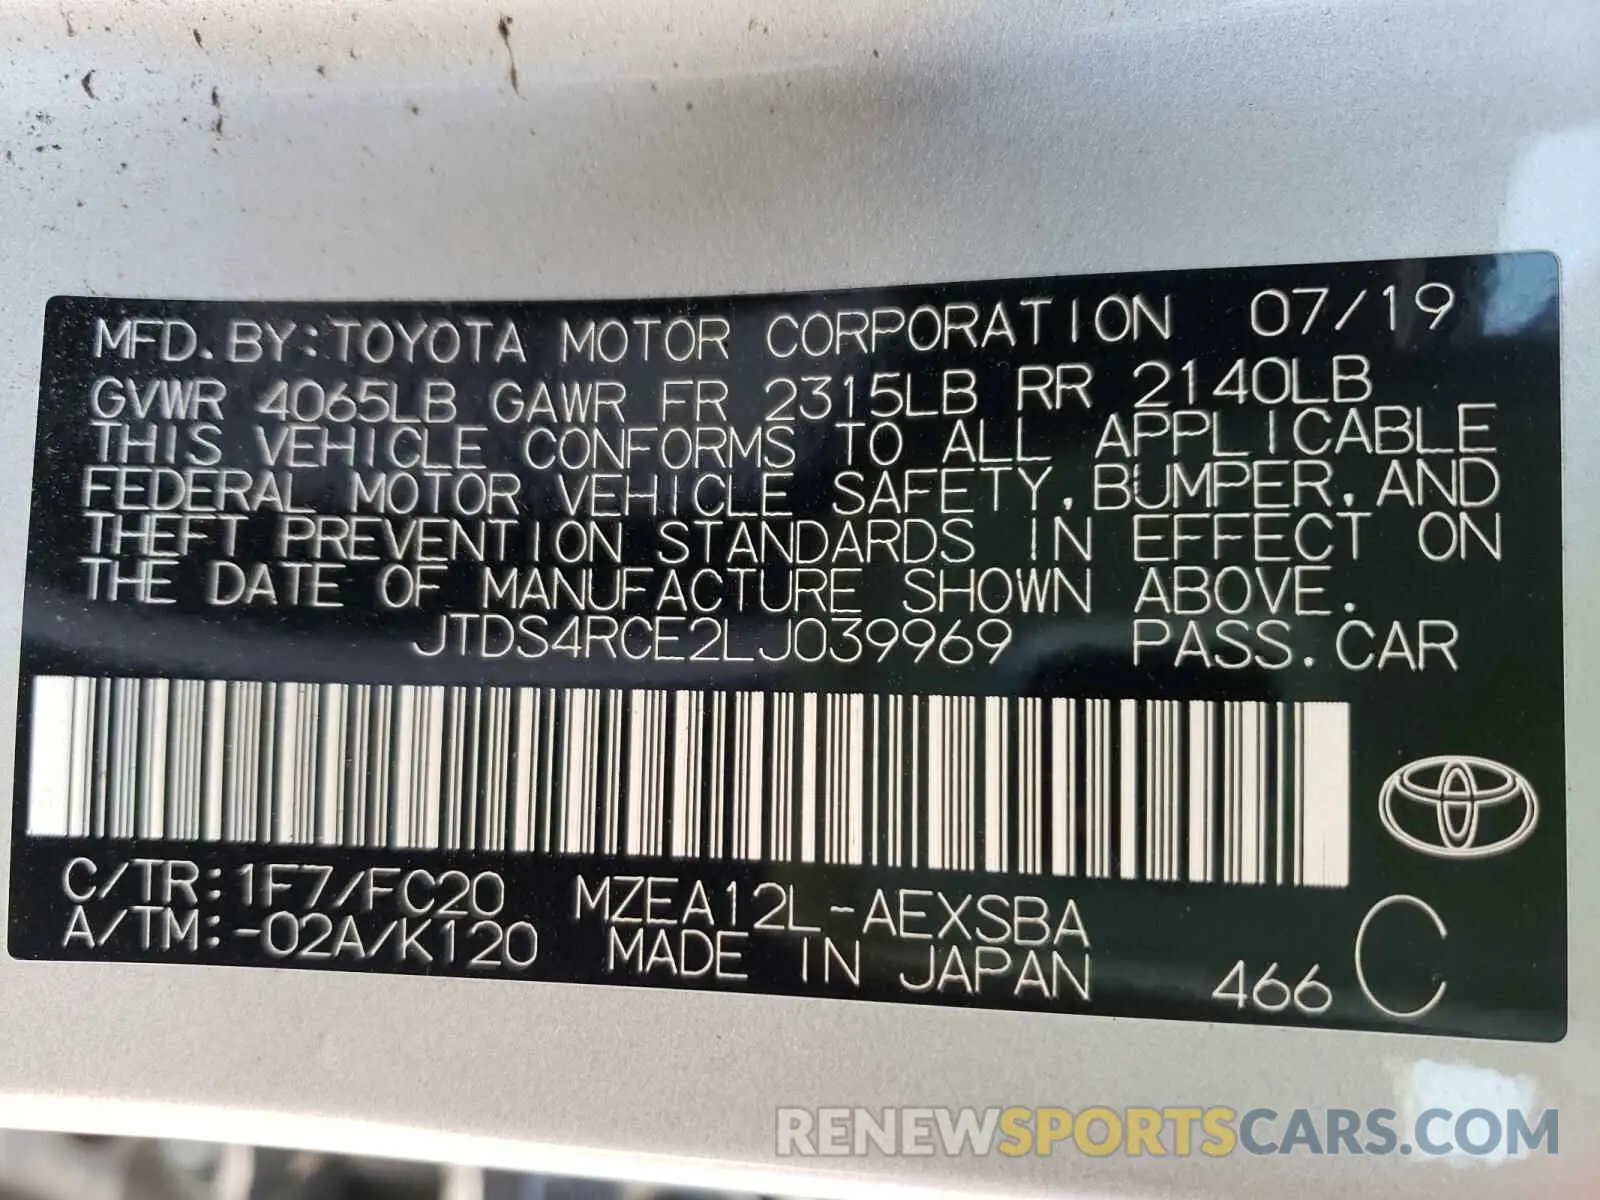 MFD. BY: TOYOTA MOTOR CORPORATION 07/19
GVWR 4065LB GAWR FR 2315LB RR 2140LB
THIS VEHICLE CONFORMS TO ALL APPLICABLE
FEDERAL MOTOR VEHICLE SAFETY, BUMPER, AND
THEFT PREVENTION STANDARDS IN EFFECT ON
THE DATE OF MANUFACTURE SHOWN ABOVE.
JTDS4RCE2LJ039969 PASS. CAR
C/TR: 1F7/FC20 MZEA12L-AEXSBA
A/TM: -02A/K120 MADE IN JAPAN 466 C
RENEWSPORTSCARS.COM